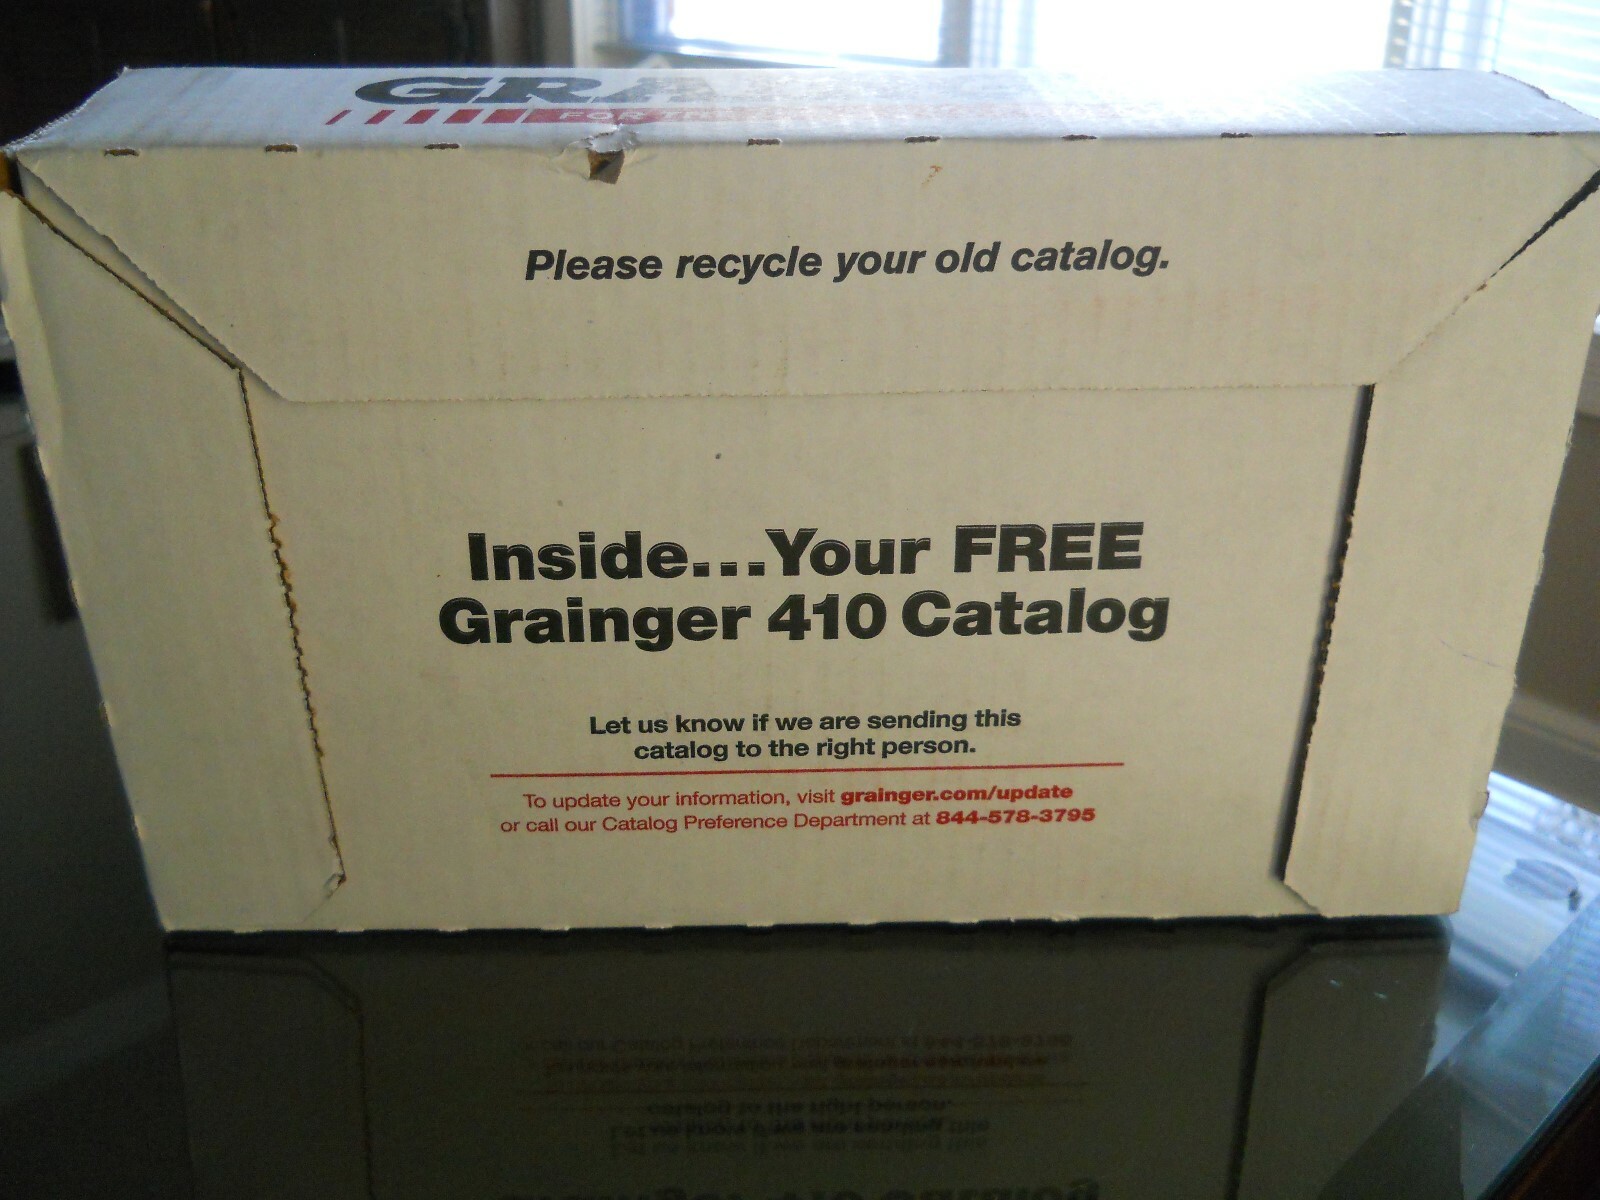 Please recycle your old catalog.
Inside...Your FREE
Grainger 410 Catalog
Let us know if we are sending this
catalog to the right person.
To update your information, visit grainger.com/update
or call our Catalog Preference Department at 844-578-3795